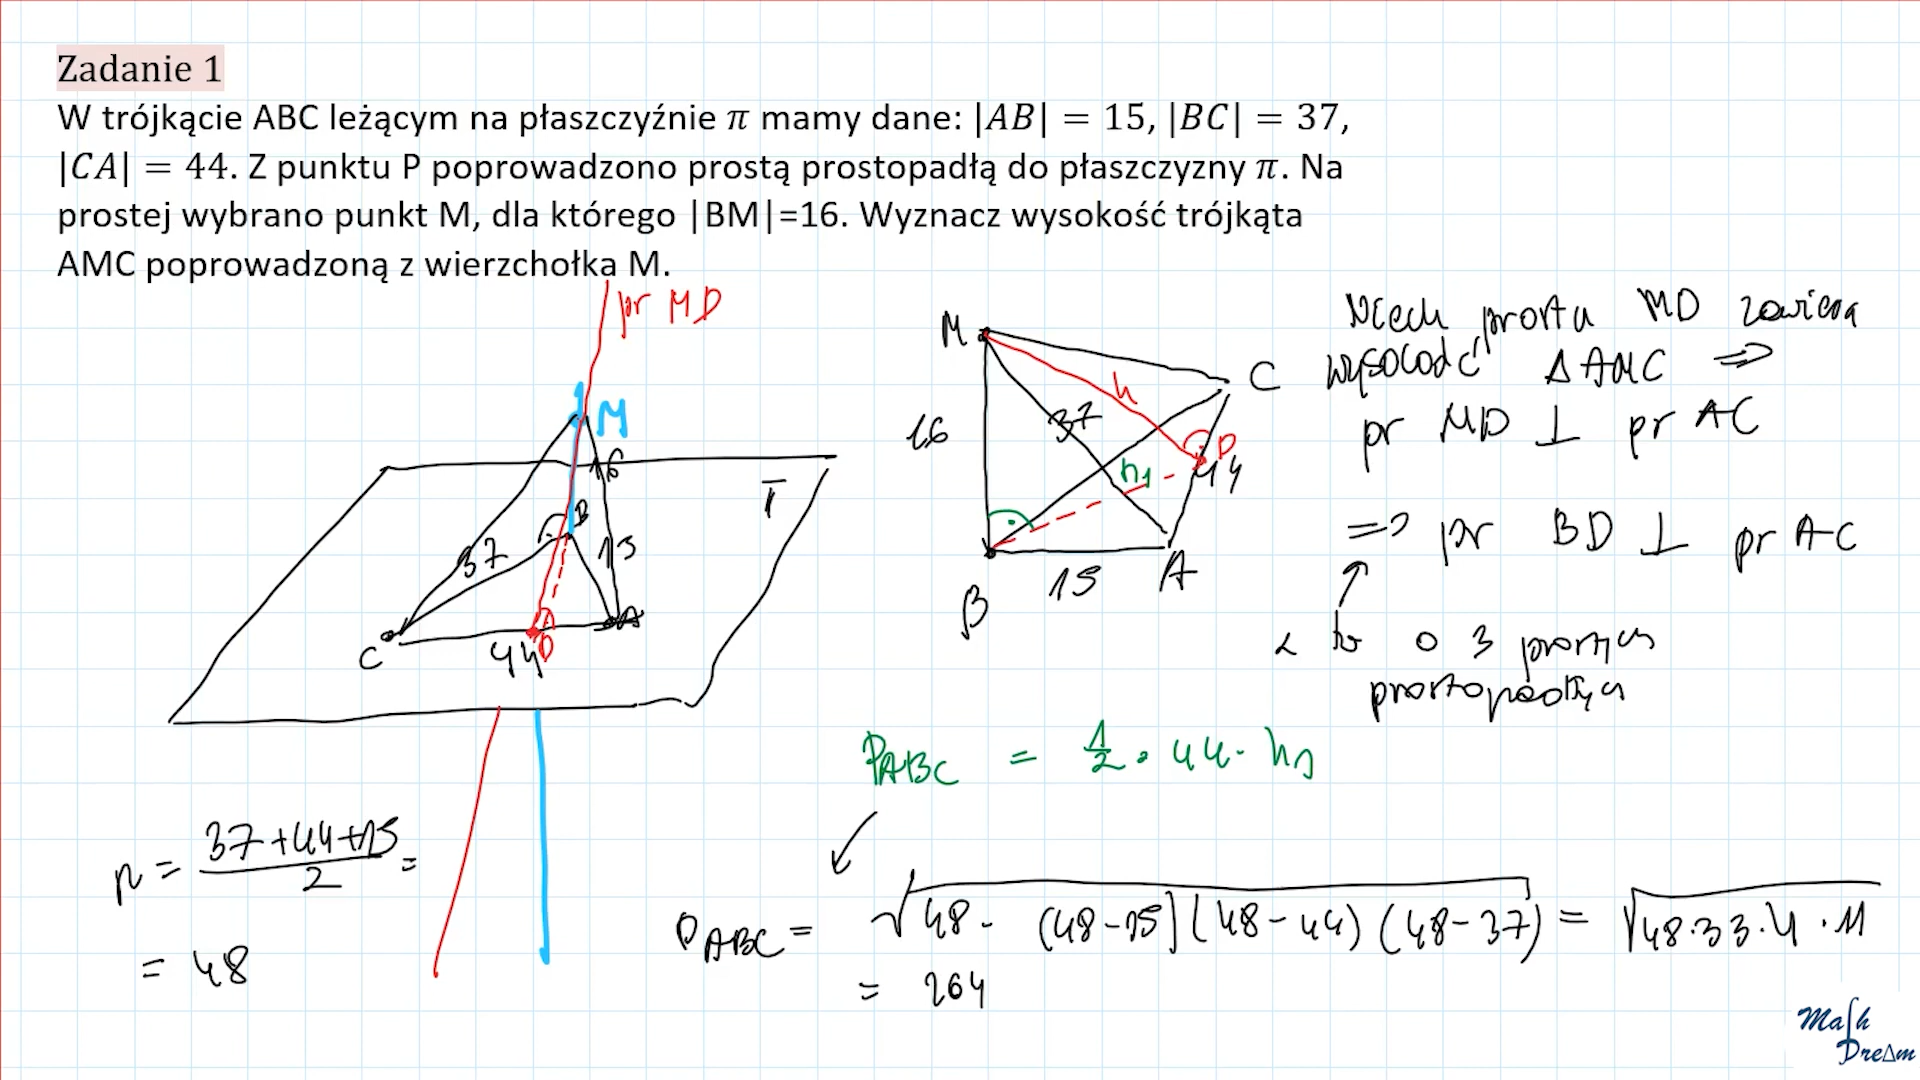 Zadanie 1
W trójkącie ABC leżącym na płaszczyźnie π mamy dane: |AB| = 15, |BC| = 37,
|CA| = 44. Z punktu P poprowadzono prostą prostopadłą do płaszczyzny π. Na
prostej wybrano punkt M, dla którego |BM|=16. Wyznacz wysokość trójkąta
AMC poprowadzoną z wierzchołka M.
pr MD
M
16
B
37
15
A
C
44
D
M
C
h
37
16
D
h₁
44
B
15
A
Niech prosta MD zawiera
wysokość Δ AMC ⇒
pr MD ⊥ pr AC
⇒ pr BD ⊥ pr AC
↑
z tw o 3 prostych
prostopadłych
P_ABC = 1/2 · 44 · h₁
p = (37+44+15)/2 =
= 48
P_ABC = √(48 · (48-15)(48-44)(48-37)) = √(48·33·4·11)
= 264
Math
DreΔm